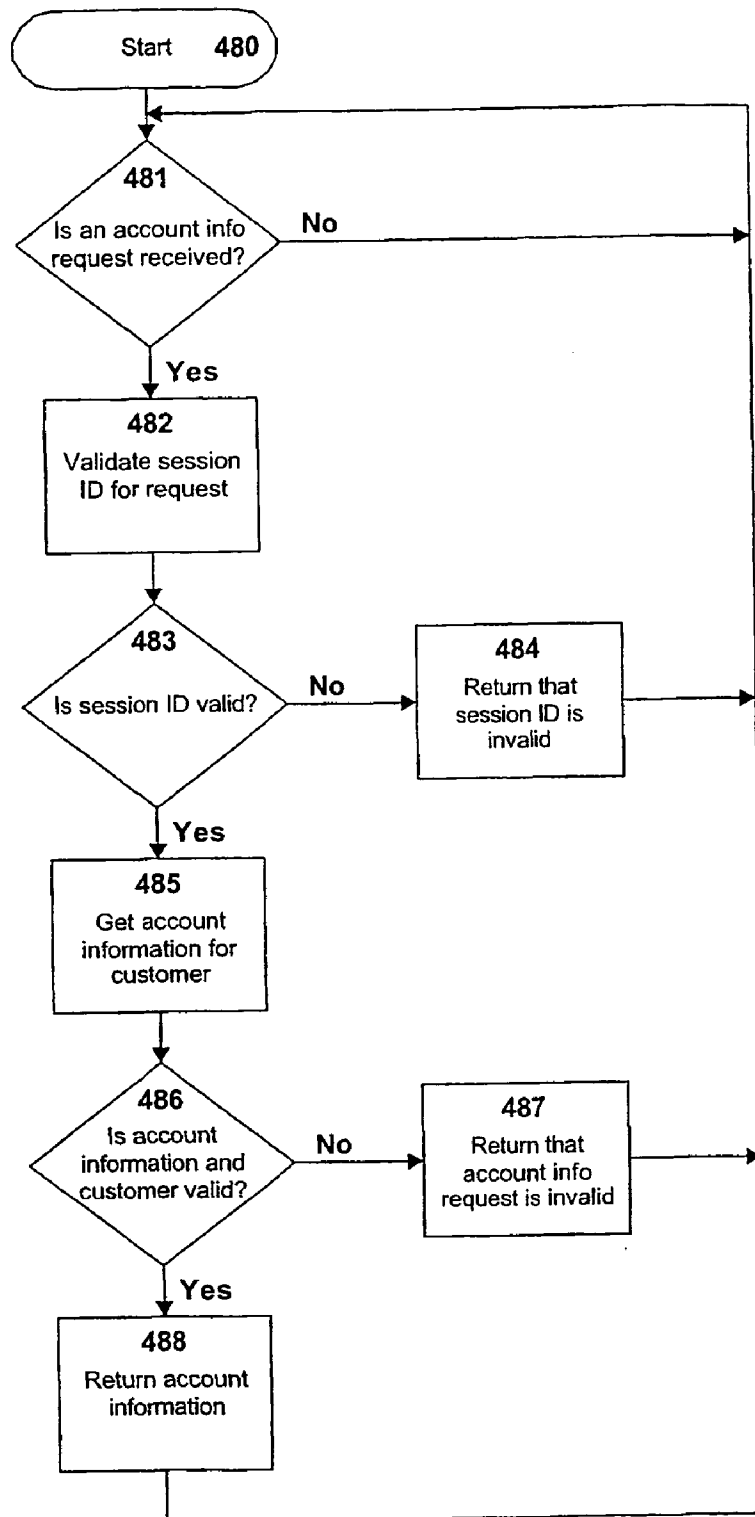 Start 480
481
Is an account info
request received?
No
Yes
482
Validate session
ID for request
483
Is session ID valid?
No
484
Return that
session ID is
invalid
Yes
485
Get account
information for
customer
486
Is account
information and
customer valid?
No
487
Return that
account info
request is invalid
Yes
488
Return account
information